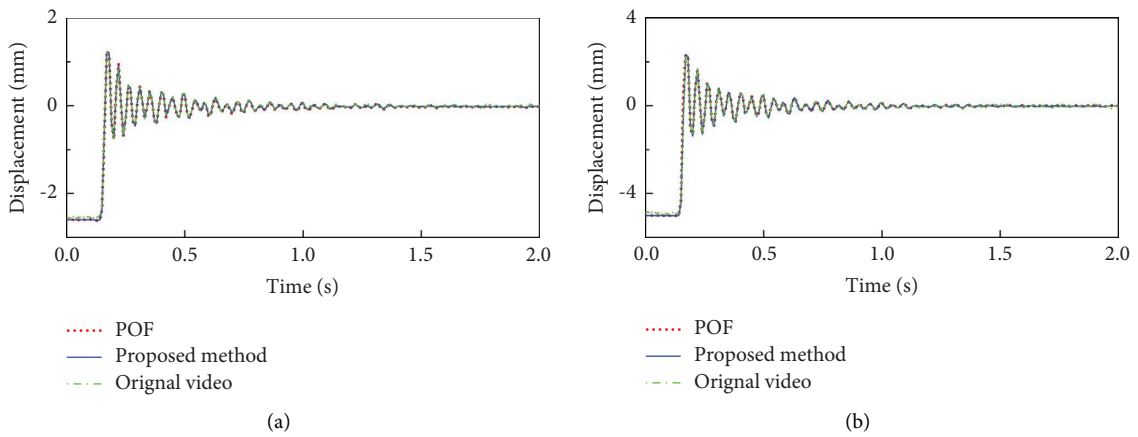 2
0
-2
Displacement (mm)
0.0 0.5 1.0 1.5 2.0
Time (s)
POF
Proposed method
Orignal video
(a)
4
0
-4
Displacement (mm)
0.0 0.5 1.0 1.5 2.0
Time (s)
POF
Proposed method
Orignal video
(b)